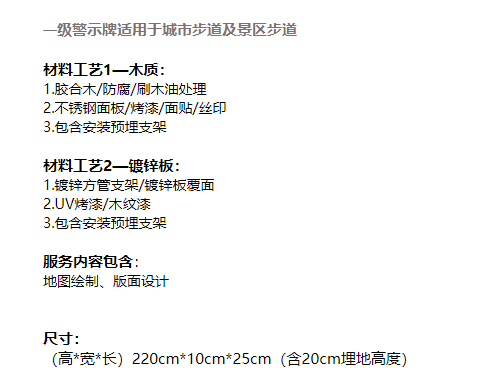 一级警示牌适用于城市步道及景区步道
材料工艺1—木质：
1.胶合木/防腐/刷木油处理
2.不锈钢面板/烤漆/面贴/丝印
3.包含安装预埋支架
材料工艺2—镀锌板：
1.镀锌方管支架/镀锌板覆面
2.UV烤漆/木纹漆
3.包含安装预埋支架
服务内容包含：
地图绘制、版面设计
尺寸：
（高*宽*长）220cm*10cm*25cm（含20cm埋地高度）